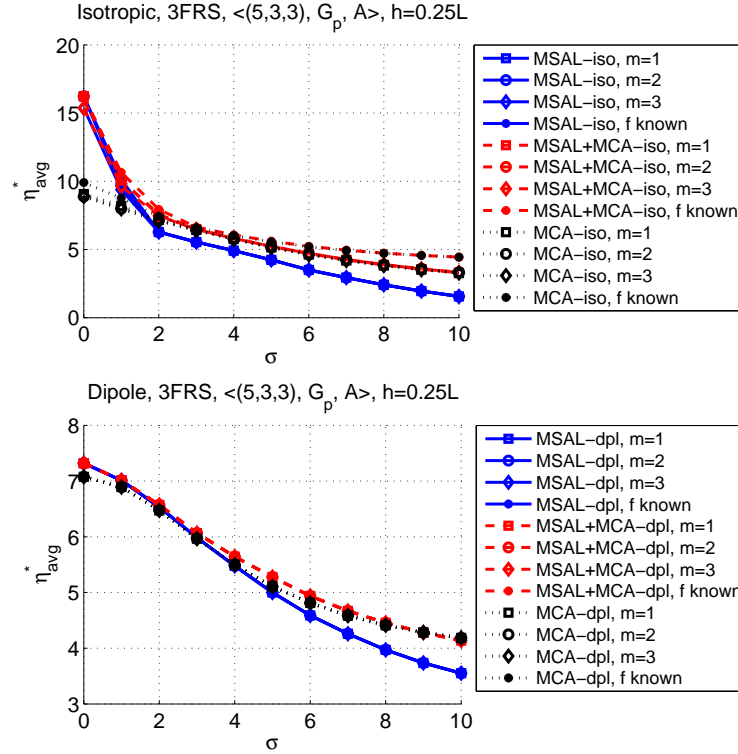 Isotropic, 3FRS, <(5,3,3), Gp, A>, h=0.25L
20
15
10
5
0
η*avg
0 2 4 6 8 10
σ
MSAL−iso, m=1
MSAL−iso, m=2
MSAL−iso, m=3
MSAL−iso, f known
MSAL+MCA−iso, m=1
MSAL+MCA−iso, m=2
MSAL+MCA−iso, m=3
MSAL+MCA−iso, f known
MCA−iso, m=1
MCA−iso, m=2
MCA−iso, m=3
MCA−iso, f known
Dipole, 3FRS, <(5,3,3), Gp, A>, h=0.25L
8
7
6
5
4
3
η*avg
0 2 4 6 8 10
σ
MSAL−dpl, m=1
MSAL−dpl, m=2
MSAL−dpl, m=3
MSAL−dpl, f known
MSAL+MCA−dpl, m=1
MSAL+MCA−dpl, m=2
MSAL+MCA−dpl, m=3
MSAL+MCA−dpl, f known
MCA−dpl, m=1
MCA−dpl, m=2
MCA−dpl, m=3
MCA−dpl, f known